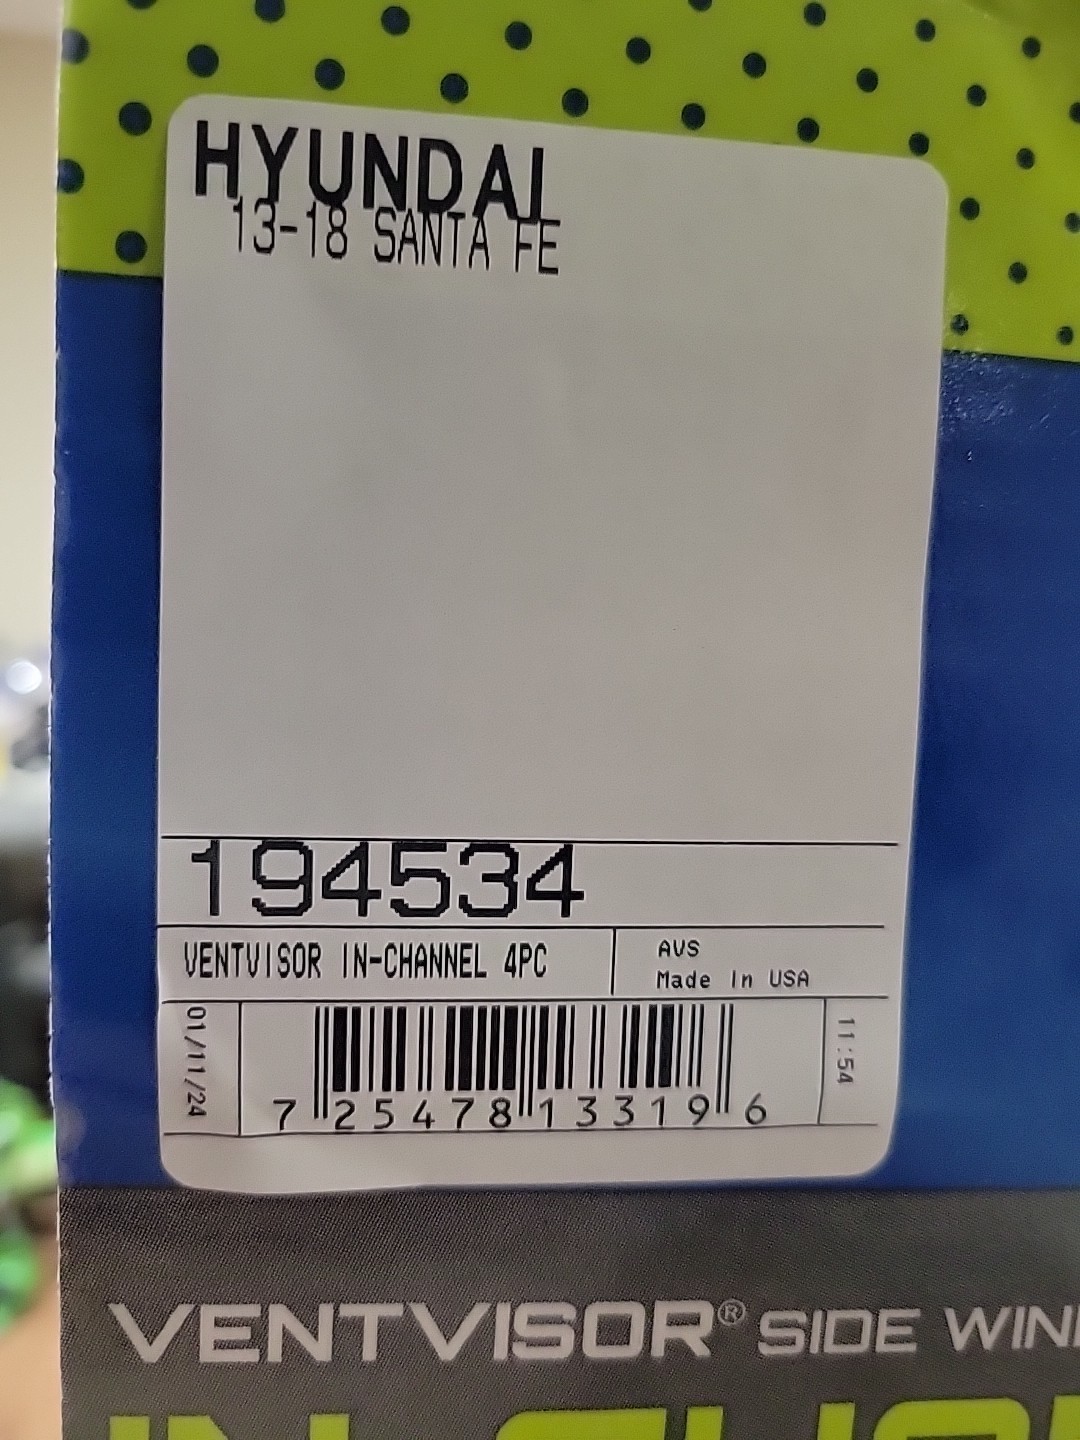 HYUNDAI
13-18 SANTA FE
194534
VENTVISOR IN-CHANNEL 4PC
AVS
Made In USA
01/11/24
11:54
7 25478 13319 6
VENTVISOR® SIDE WIN